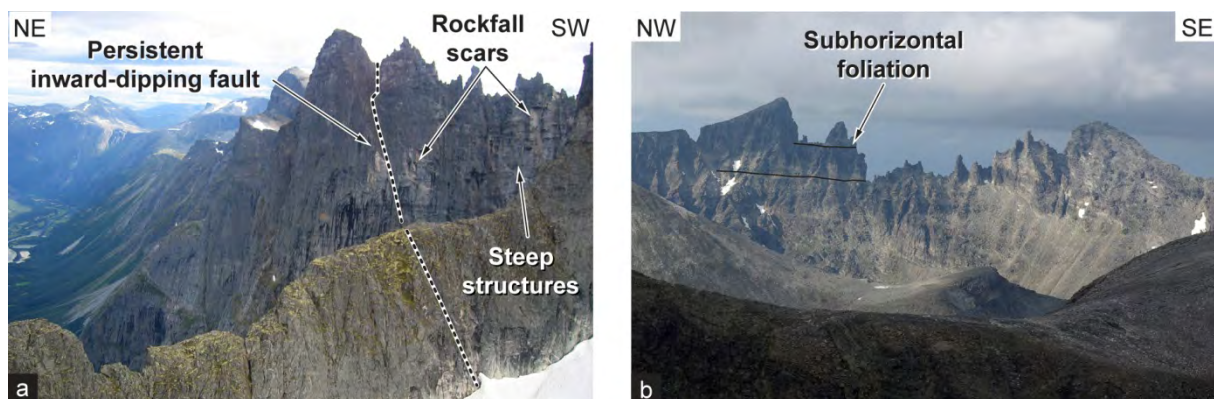 NE
Persistent
inward-dipping fault
Rockfall
scars
SW
Steep
structures
a
NW
Subhorizontal
foliation
SE
b